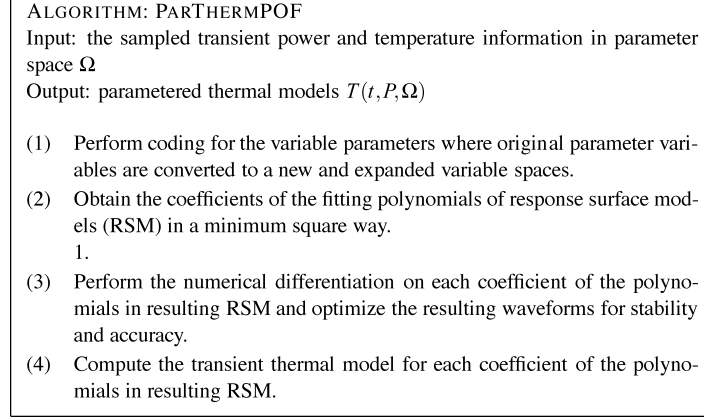 ALGORITHM: PARTHERMPOF
Input: the sampled transient power and temperature information in parameter
space Ω
Output: parametered thermal models T(t,P,Ω)
(1) Perform coding for the variable parameters where original parameter vari-
ables are converted to a new and expanded variable spaces.
(2) Obtain the coefficients of the fitting polynomials of response surface mod-
els (RSM) in a minimum square way.
1.
(3) Perform the numerical differentiation on each coefficient of the polyno-
mials in resulting RSM and optimize the resulting waveforms for stability
and accuracy.
(4) Compute the transient thermal model for each coefficient of the polyno-
mials in resulting RSM.